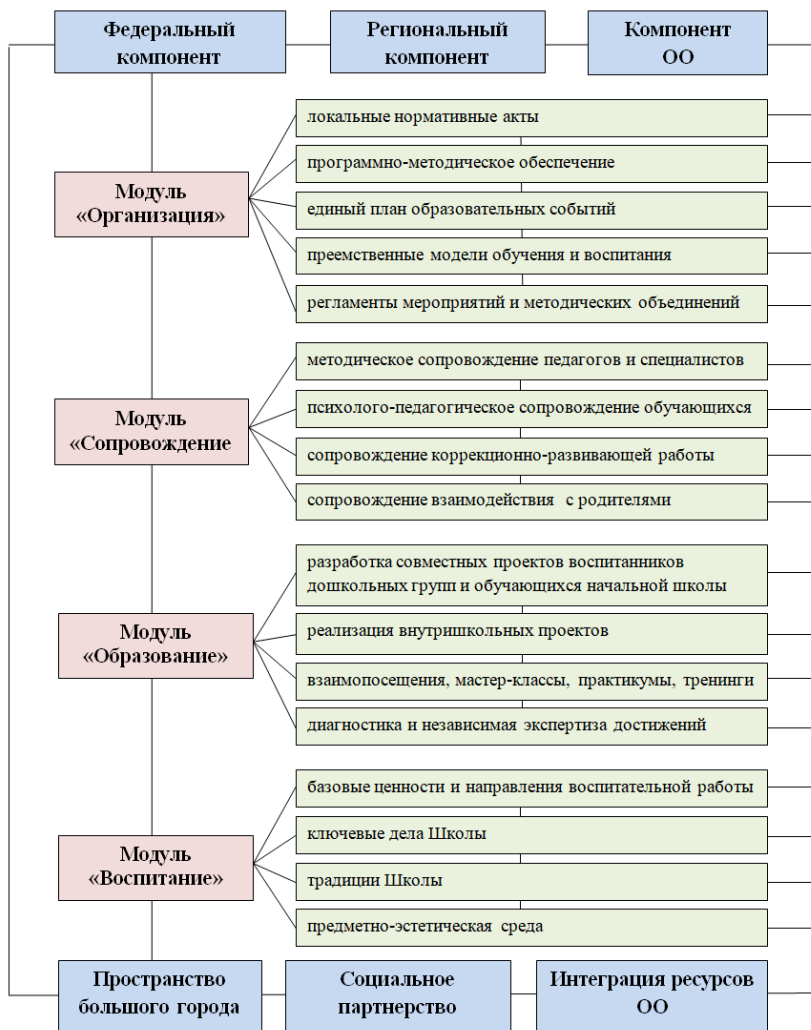 Федеральный
компонент
Региональный
компонент
Компонент
ОО
Модуль
«Организация»
локальные нормативные акты
программно-методическое обеспечение
единый план образовательных событий
преемственные модели обучения и воспитания
регламенты мероприятий и методических объединений
Модуль
«Сопровождение
методическое сопровождение педагогов и специалистов
психолого-педагогическое сопровождение обучающихся
сопровождение коррекционно-развивающей работы
сопровождение взаимодействия с родителями
Модуль
«Образование»
разработка совместных проектов воспитанников
дошкольных групп и обучающихся начальной школы
реализация внутришкольных проектов
взаимопосещения, мастер-классы, практикумы, тренинги
диагностика и независимая экспертиза достижений
Модуль
«Воспитание»
базовые ценности и направления воспитательной работы
ключевые дела Школы
традиции Школы
предметно-эстетическая среда
Пространство
большого города
Социальное
партнерство
Интеграция ресурсов
ОО